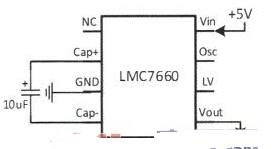 +5V
NC
Vin
Cap+
Osc
LMC7660
GND
LV
+
10uF
Cap-
Vout